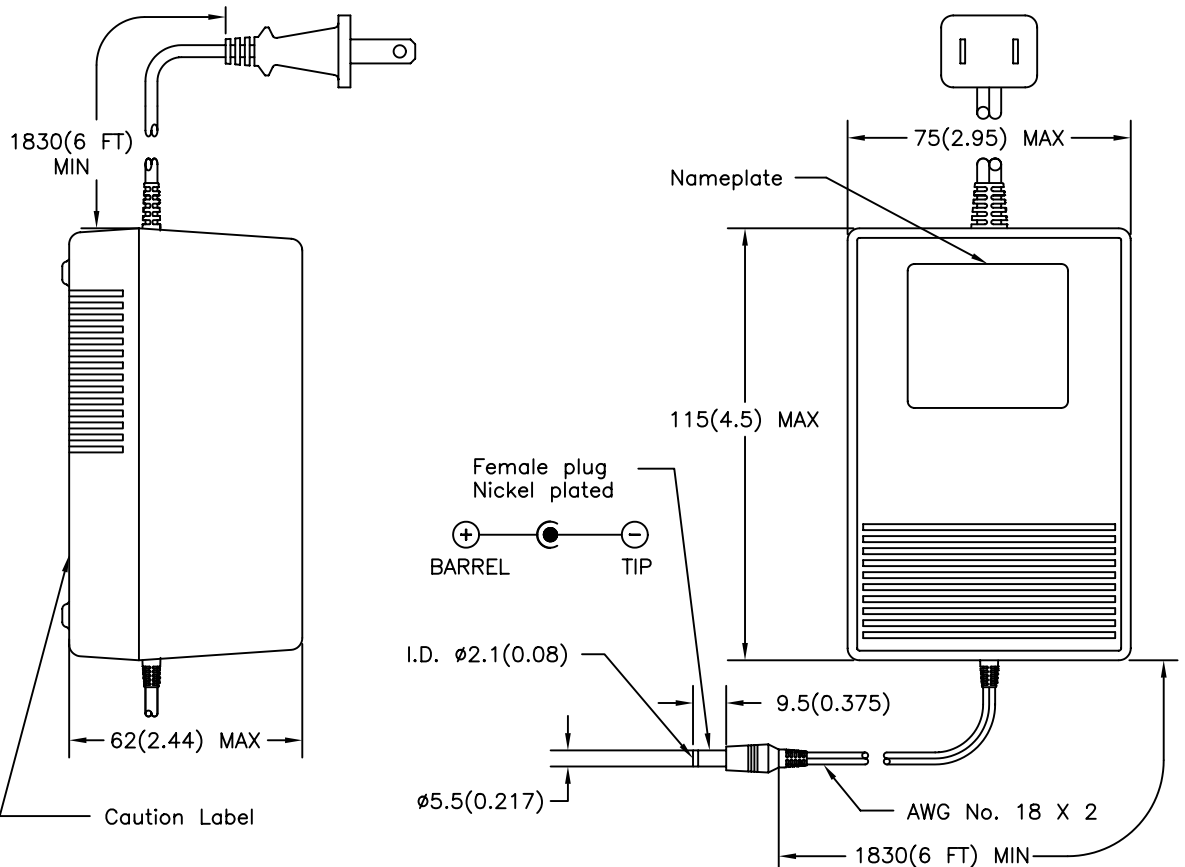 1830(6 FT)
MIN
75(2.95) MAX
Nameplate
115(4.5) MAX
Female plug
Nickel plated
+
−
BARREL
TIP
I.D. ø2.1(0.08)
9.5(0.375)
62(2.44) MAX
ø5.5(0.217)
Caution Label
AWG No. 18 X 2
1830(6 FT) MIN